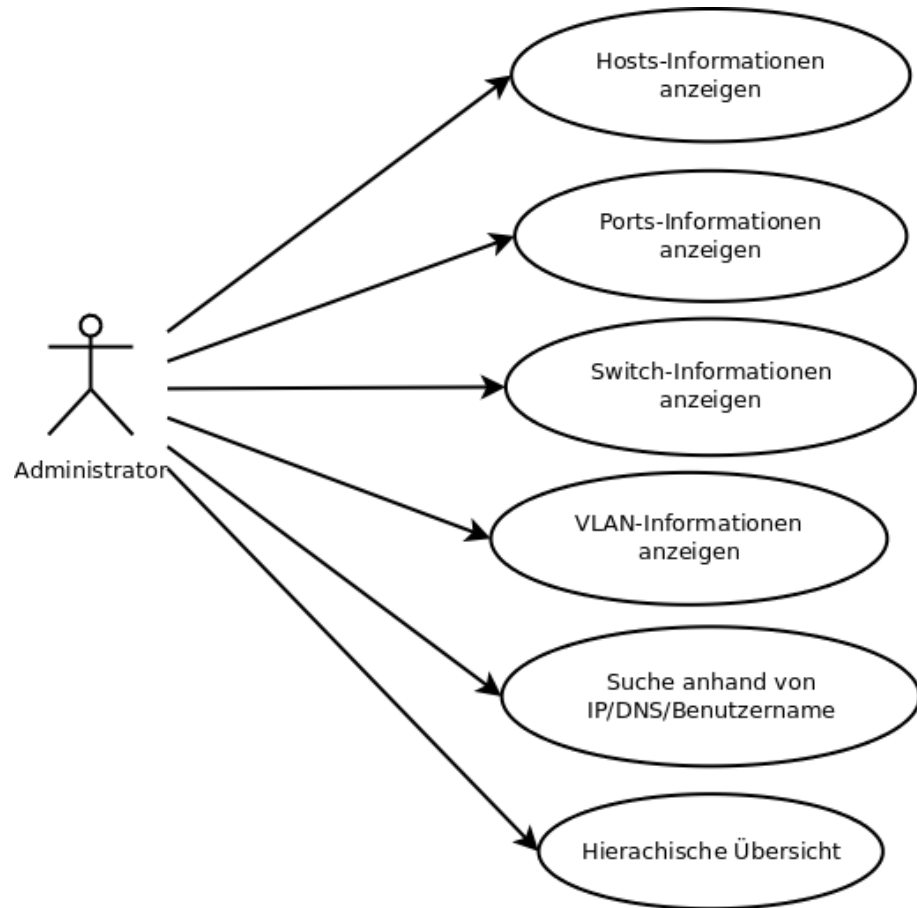 Hosts-Informationen
anzeigen
Ports-Informationen
anzeigen
Switch-Informationen
anzeigen
Administrator
VLAN-Informationen
anzeigen
Suche anhand von
IP/DNS/Benutzername
Hierachische Übersicht